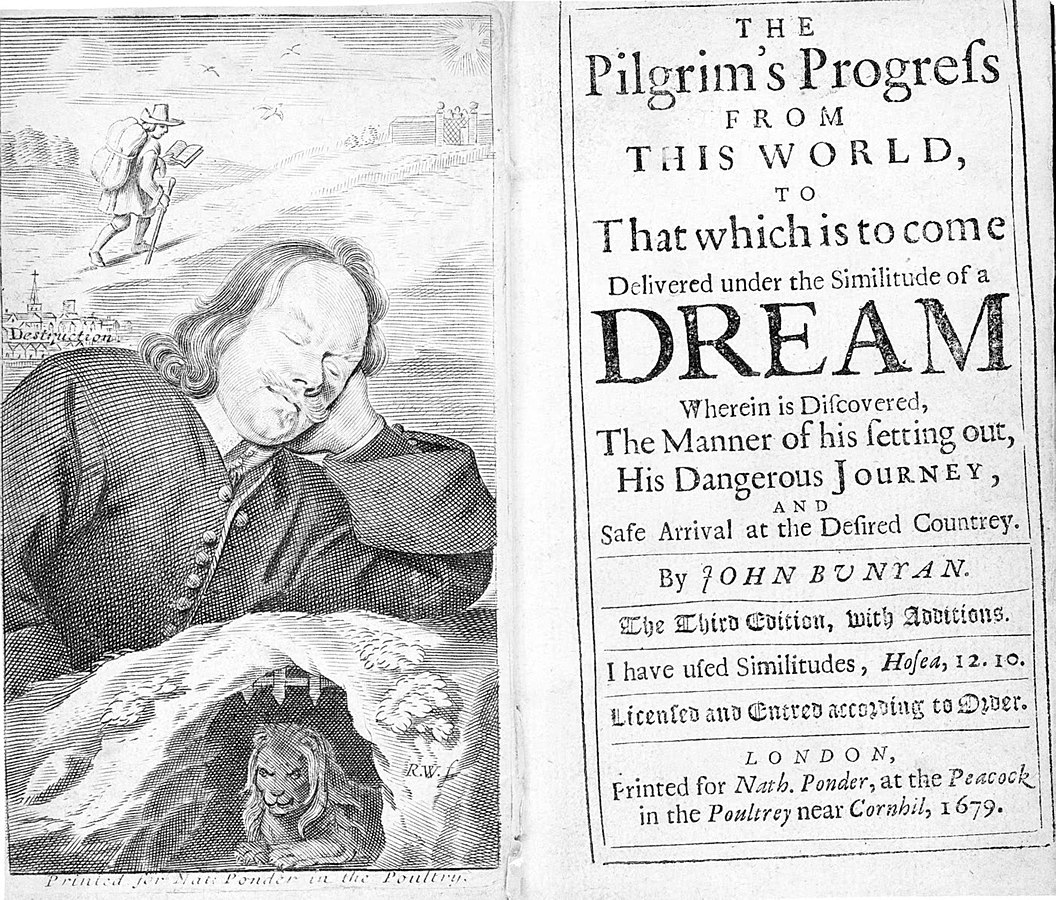 Destruction.
R.W. f.
Printed for Nat: Ponder in the Poultry.
THE
Pilgrim's Progreſs
FROM
THIS WORLD,
TO
That which is to come
Delivered under the Similitude of a
DREAM
Wherein is Diſcovered,
The Manner of his ſetting out,
His Dangerous JOURNEY,
AND
Safe Arrival at the Deſired Countrey.
By JOHN BUNYAN.
The Third Edition, with Additions.
I have uſed Similitudes, Hoſea, 12. 10.
Licenſed and Entred according to Order.
LONDON,
Printed for Nath. Ponder, at the Peacock
in the Poultrey near Cornhil, 1679.